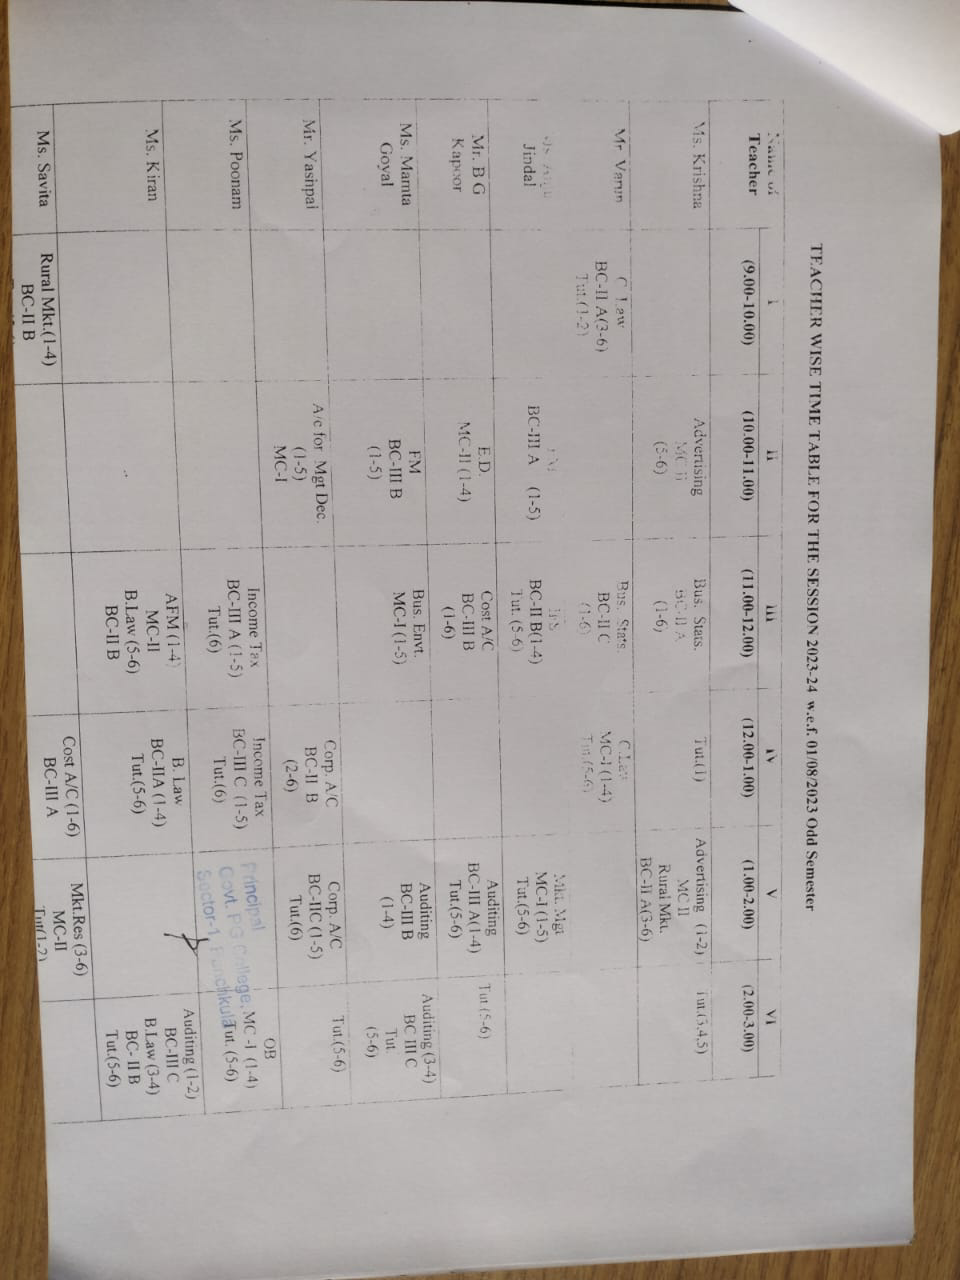 TEACHER WISE TIME TABLE FOR THE SESSION 2023-24 w.e.f. 01/08/2023 Odd Semester
Name of
Teacher
i
(9.00-10.00)
ii
(10.00-11.00)
iii
(11.00-12.00)
iv
(12.00-1.00)
V
(1.00-2.00)
VI
(2.00-3.00)
Ms. Krishna
Advertising
MC II
(5-6)
Bus. Stats.
BC-II A
(1-6)
Tut.(1)
Advertising (1-2)
MC II
Rural Mkt.
BC-II A(3-6)
Tut.(3,4,5)
Mr Varun
C. Law
BC-II A(3-6)
Tut.(1-2)
Bus. Stats.
BC-II C
(1-6)
C.Law
MC-I (1-4)
Tut.(5-6)
Jindal
BC-III A (1-5)
BC-II B(1-4)
Tut. (5-6)
Mkt. Mgt
MC-I (1-5)
Tut.(5-6)
Mr. B G
Kapoor
E.D.
MC-II (1-4)
Cost A/C
BC-III B
(1-6)
Auditing
BC-III A(1-4)
Tut.(5-6)
Tut (5-6)
Ms. Mamta
Goyal
FM
BC-III B
(1-5)
Bus. Envt.
MC-I (1-5)
Auditing
BC-III B
(1-4)
Auditing (3-4)
BC III C
Tut.
(5-6)
Mr. Yashpal
A/c for Mgt Dec.
(1-5)
MC-I
Corp. A/C
BC-II B
(2-6)
Corp. A/C
BC-IIC (1-5)
Tut.(6)
Tut.(5-6)
Ms. Poonam
Income Tax
BC-III A (1-5)
Tut.(6)
Income Tax
BC-III C (1-5)
Tut.(6)
OB
MC -I (1-4)
Tut. (5-6)
Principal
Govt. PG College,
Sector-1 Panchkula
Ms. Kiran
AFM (1-4)
MC-II
B.Law (5-6)
BC-II B
B. Law
BC-IIA (1-4)
Tut.(5-6)
Auditing (1-2)
BC-III C
B.Law (3-4)
BC- II B
Tut.(5-6)
Ms. Savita
Rural Mkt.(1-4)
BC-II B
Cost A/C (1-6)
BC-III A
Mkt.Res (3-6)
MC-II
Tut(1-2)